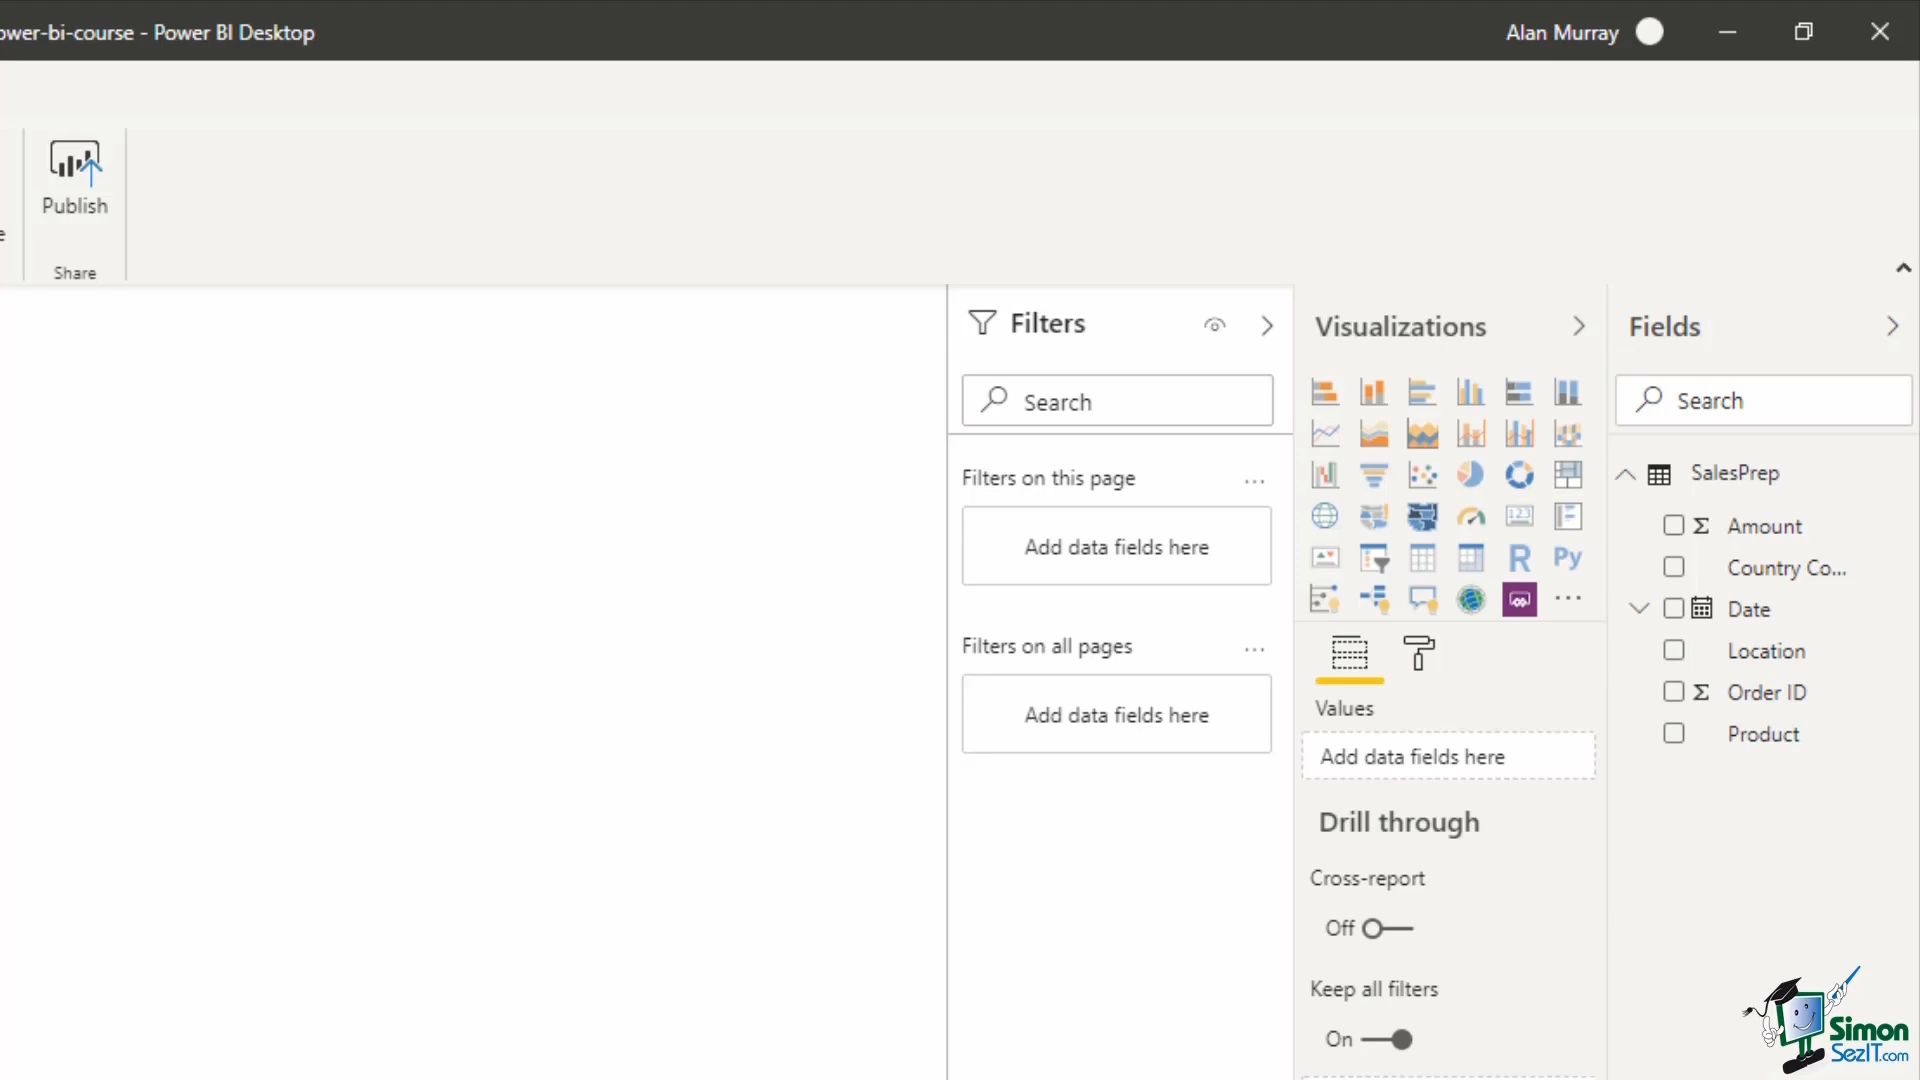 ower-bi-course - Power BI Desktop
Alan Murray
Publish
e
Share
Filters
Search
Filters on this page
...
Add data fields here
Filters on all pages
...
Add data fields here
Visualizations
123
R
Py
...
Values
Add data fields here
Drill through
Cross-report
Off
Keep all filters
On
Fields
Search
SalesPrep
Σ Amount
Country Co...
Date
Location
Σ Order ID
Product
Simon
SezIT.com